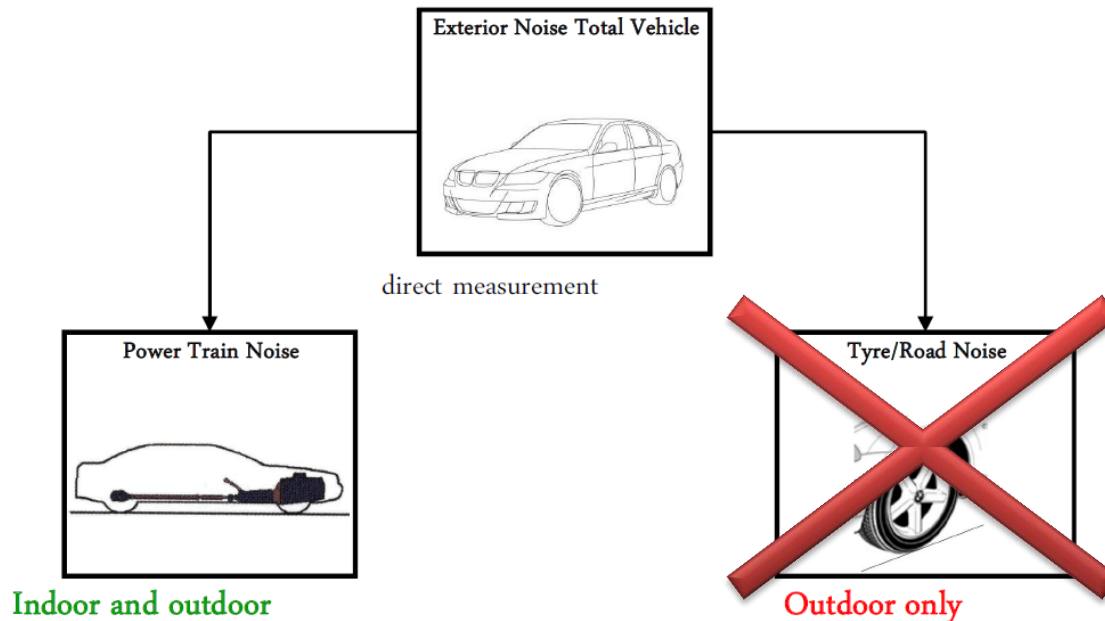 Exterior Noise Total Vehicle
direct measurement
Power Train Noise
Tyre/Road Noise
Indoor and outdoor
Outdoor only